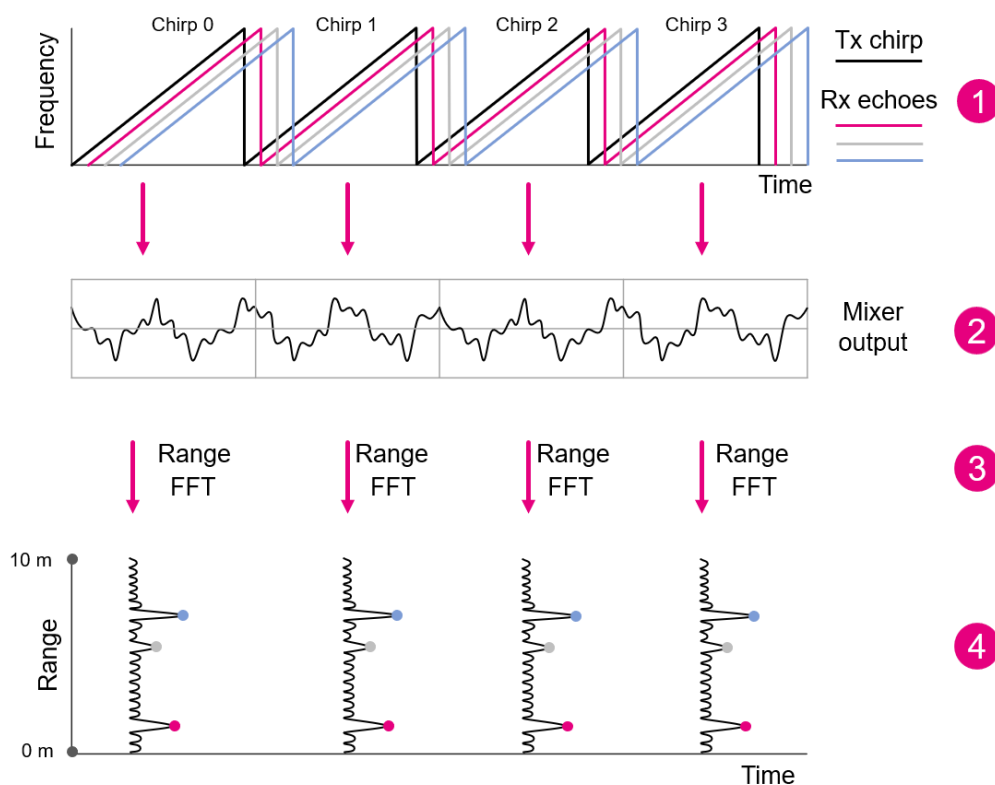 Chirp 0
Chirp 1
Chirp 2
Chirp 3
Frequency
Time
Tx chirp
Rx echoes
1
Mixer
output
2
Range
FFT
Range
FFT
Range
FFT
Range
FFT
3
10 m
Range
0 m
Time
4